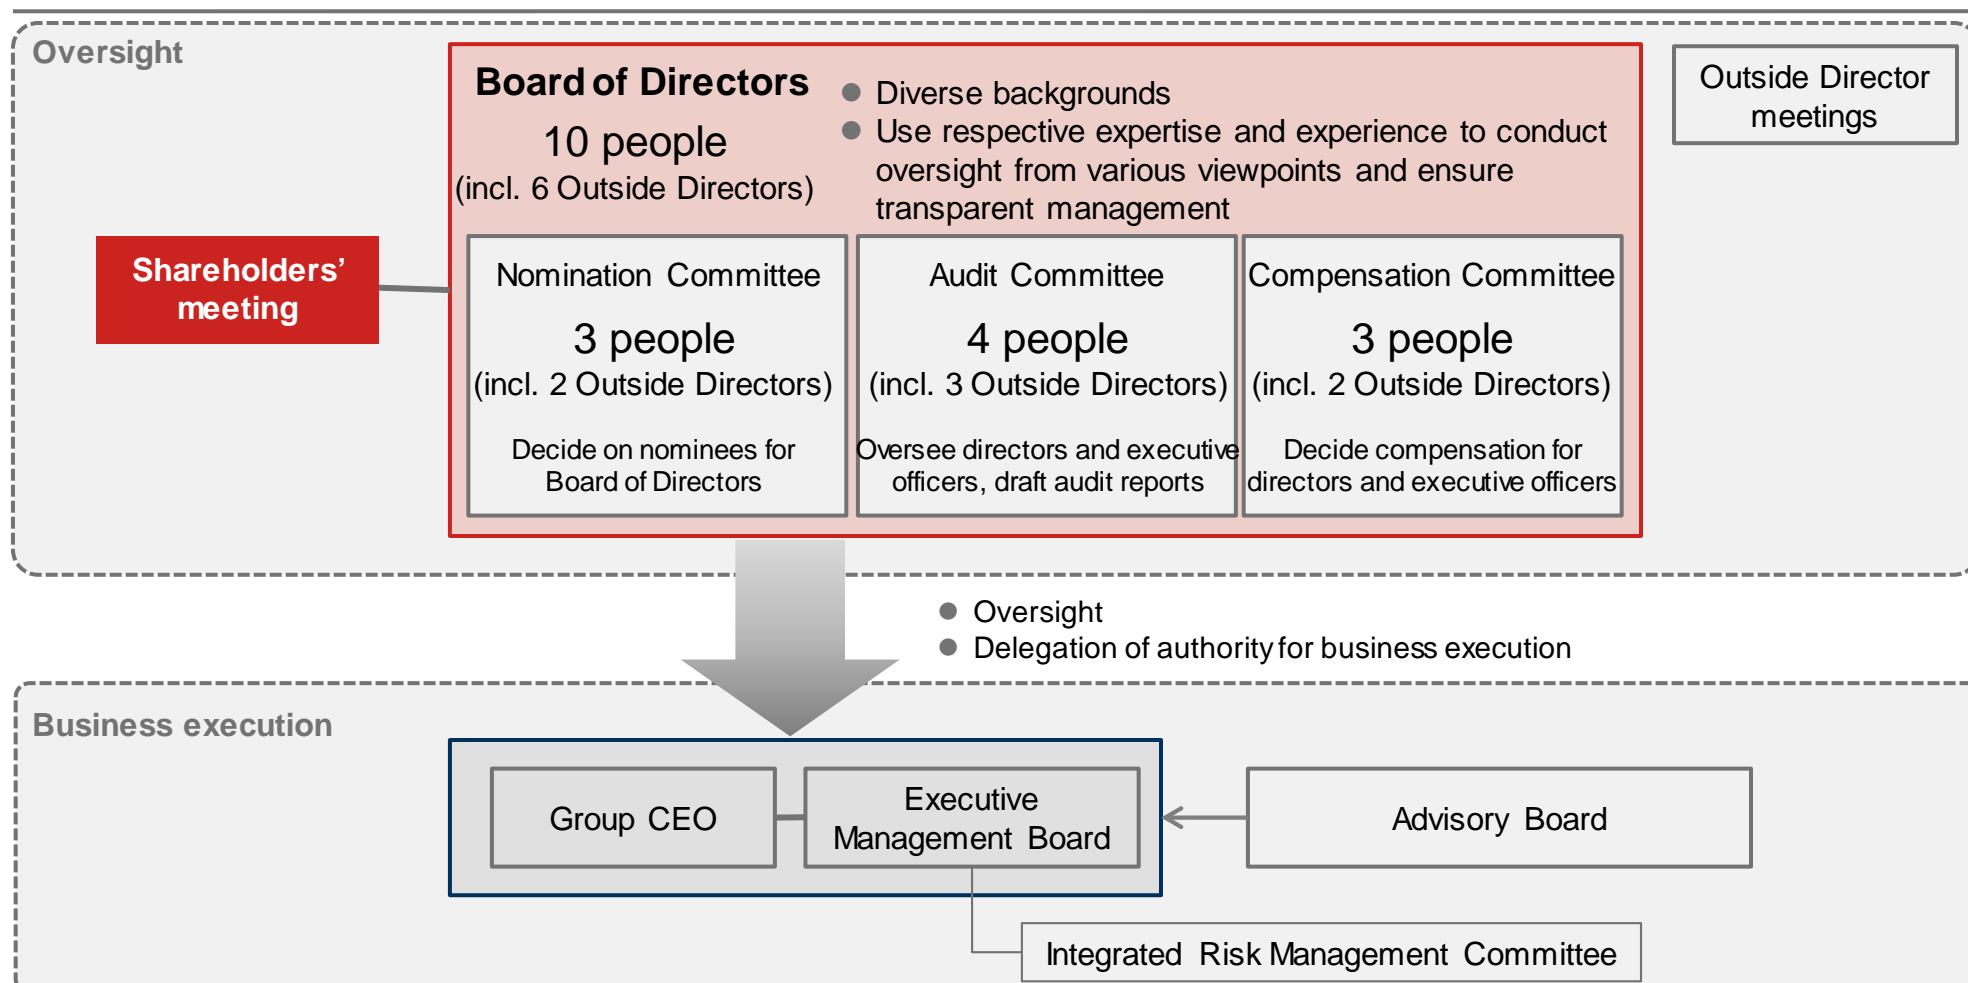 Oversight
Board of Directors
10 people
(incl. 6 Outside Directors)
Diverse backgrounds
Use respective expertise and experience to conduct
oversight from various viewpoints and ensure
transparent management
Outside Director
meetings
Shareholders’
meeting
Nomination Committee
3 people
(incl. 2 Outside Directors)
Decide on nominees for
Board of Directors
Audit Committee
4 people
(incl. 3 Outside Directors)
Oversee directors and executive
officers, draft audit reports
Compensation Committee
3 people
(incl. 2 Outside Directors)
Decide compensation for
directors and executive officers
Oversight
Delegation of authority for business execution
Business execution
Group CEO
Executive
Management Board
Advisory Board
Integrated Risk Management Committee